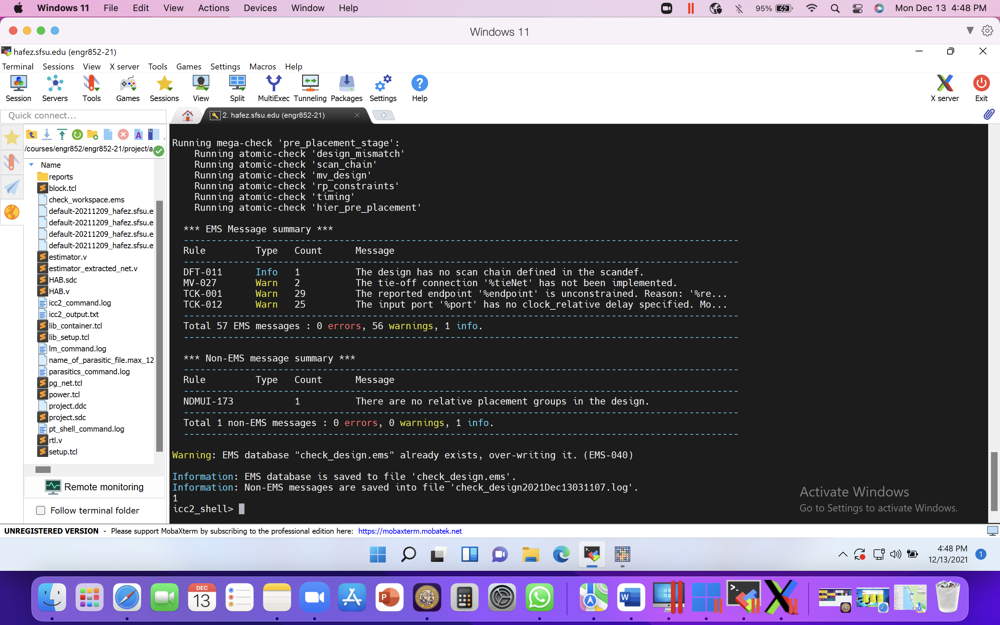 Windows 11 File Edit View Actions Devices Window Help 95% Mon Dec 13 4:48 PM
Windows 11
hafez.sfsu.edu (engr852-21)
Terminal Sessions View X server Tools Games Settings Macros Help
Session Servers Tools Games Sessions View Split MultiExec Tunneling Packages Settings Help X server Exit
Quick connect...
2. hafez.sfsu.edu (engr852-21)
/courses/engr852/engr852-21/project/a
Name
reports
block.tcl
check_workspace.ems
default-20211209_hafez.sfsu.e
default-20211209_hafez.sfsu.e
default-20211209_hafez.sfsu.e
default-20211209_hafez.sfsu.e
estimator.v
estimator_extracted_net.v
HAB.sdc
HAB.v
icc2_command.log
icc2_output.txt
lib_container.tcl
lib_setup.tcl
lm_command.log
name_of_parasitic_file.max_12
parasitics_command.log
pg_net.tcl
power.tcl
project.ddc
project.sdc
pt_shell_command.log
rtl.v
setup.tcl
Remote monitoring
Follow terminal folder
Running mega-check 'pre_placement_stage':
Running atomic-check 'design_mismatch'
Running atomic-check 'scan_chain'
Running atomic-check 'mv_design'
Running atomic-check 'rp_constraints'
Running atomic-check 'timing'
Running atomic-check 'hier_pre_placement'
*** EMS Message summary ***
----------------------------------------------------------------------------------------------------
Rule Type Count Message
----------------------------------------------------------------------------------------------------
DFT-011 Info 1 The design has no scan chain defined in the scandef.
MV-027 Warn 2 The tie-off connection '%tieNet' has not been implemented.
TCK-001 Warn 29 The reported endpoint '%endpoint' is unconstrained. Reason: '%re...
TCK-012 Warn 25 The input port '%port' has no clock_relative delay specified. Mo...
----------------------------------------------------------------------------------------------------
Total 57 EMS messages : 0 errors, 56 warnings, 1 info.
----------------------------------------------------------------------------------------------------
*** Non-EMS message summary ***
----------------------------------------------------------------------------------------------------
Rule Type Count Message
----------------------------------------------------------------------------------------------------
NDMUI-173 1 There are no relative placement groups in the design.
----------------------------------------------------------------------------------------------------
Total 1 non-EMS messages : 0 errors, 0 warnings, 1 info.
----------------------------------------------------------------------------------------------------
Warning: EMS database "check_design.ems" already exists, over-writing it. (EMS-040)
Information: EMS database is saved to file 'check_design.ems'.
Information: Non-EMS messages are saved into file 'check_design2021Dec13031107.log'.
1
icc2_shell>
Activate Windows
Go to Settings to activate Windows.
UNREGISTERED VERSION - Please support MobaXterm by subscribing to the professional edition here: https://mobaxterm.mobatek.net
4:48 PM
12/13/2021
1
DEC
13